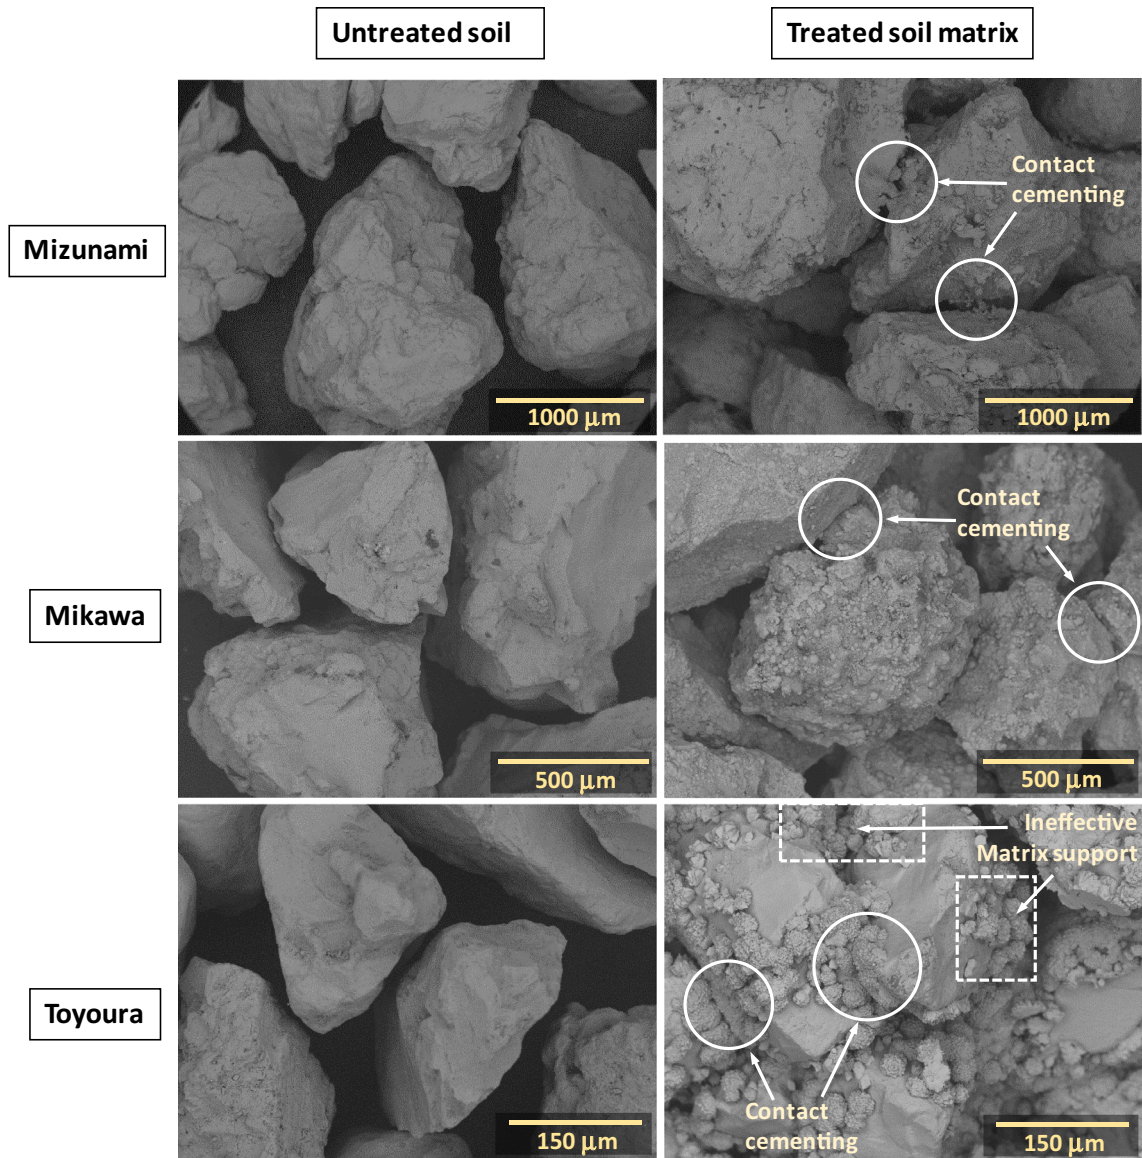 Untreated soil
Treated soil matrix
Mizunami
Contact
cementing
1000 μm
1000 μm
Mikawa
Contact
cementing
500 μm
500 μm
Toyoura
Ineffective
Matrix support
Contact
cementing
150 μm
150 μm